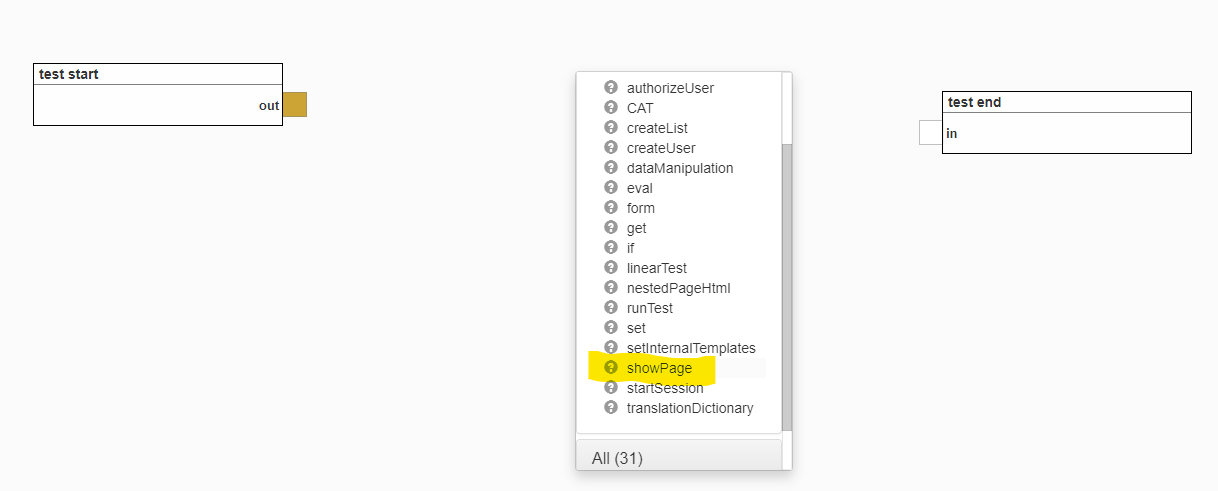 test start
out
authorizeUser
CAT
createList
createUser
dataManipulation
eval
form
get
if
linearTest
nestedPageHtml
runTest
set
setInternalTemplates
showPage
startSession
translationDictionary
All (31)
test end
in